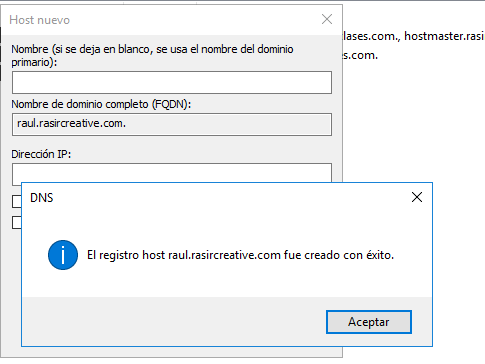 Host nuevo
lases.com., hostmaster.rasi
Nombre (si se deja en blanco, se usa el nombre del dominio
primario):
s.com.
Nombre de dominio completo (FQDN):
raul.rasircreative.com.
Dirección IP:
DNS
El registro host raul.rasircreative.com fue creado con éxito.
Aceptar